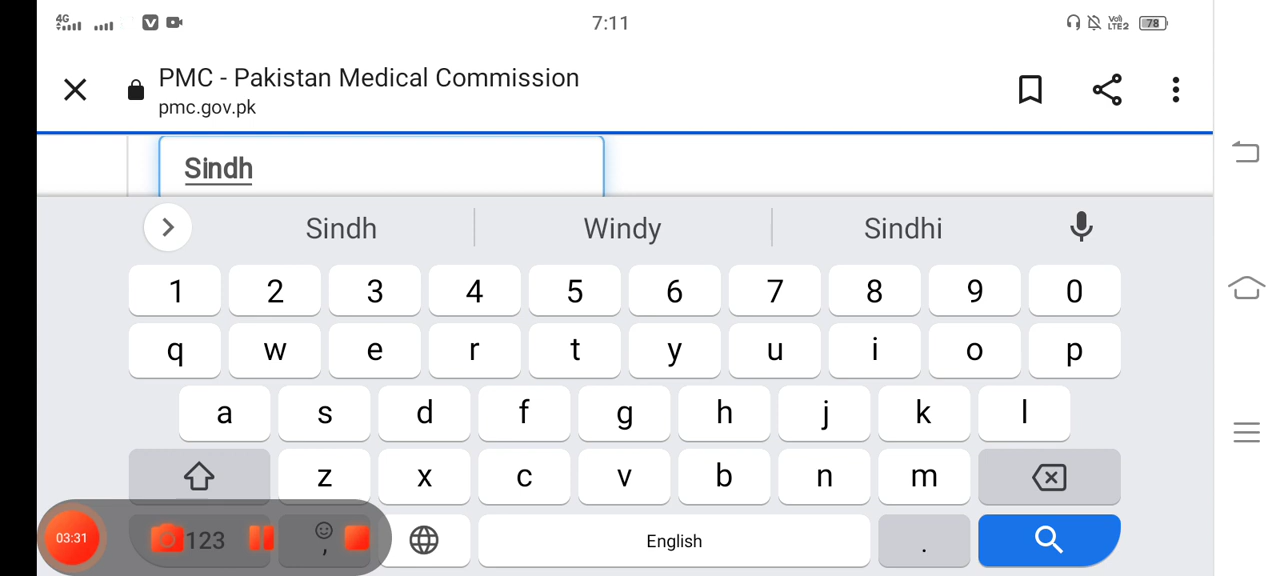 4G 7:11 Vo) LTE2 78
PMC - Pakistan Medical Commission
pmc.gov.pk
Sindh
Sindh Windy Sindhi
1 2 3 4 5 6 7 8 9 0
q w e r t y u i o p
a s d f g h j k l
z x c v b n m
03:31 123 , English .